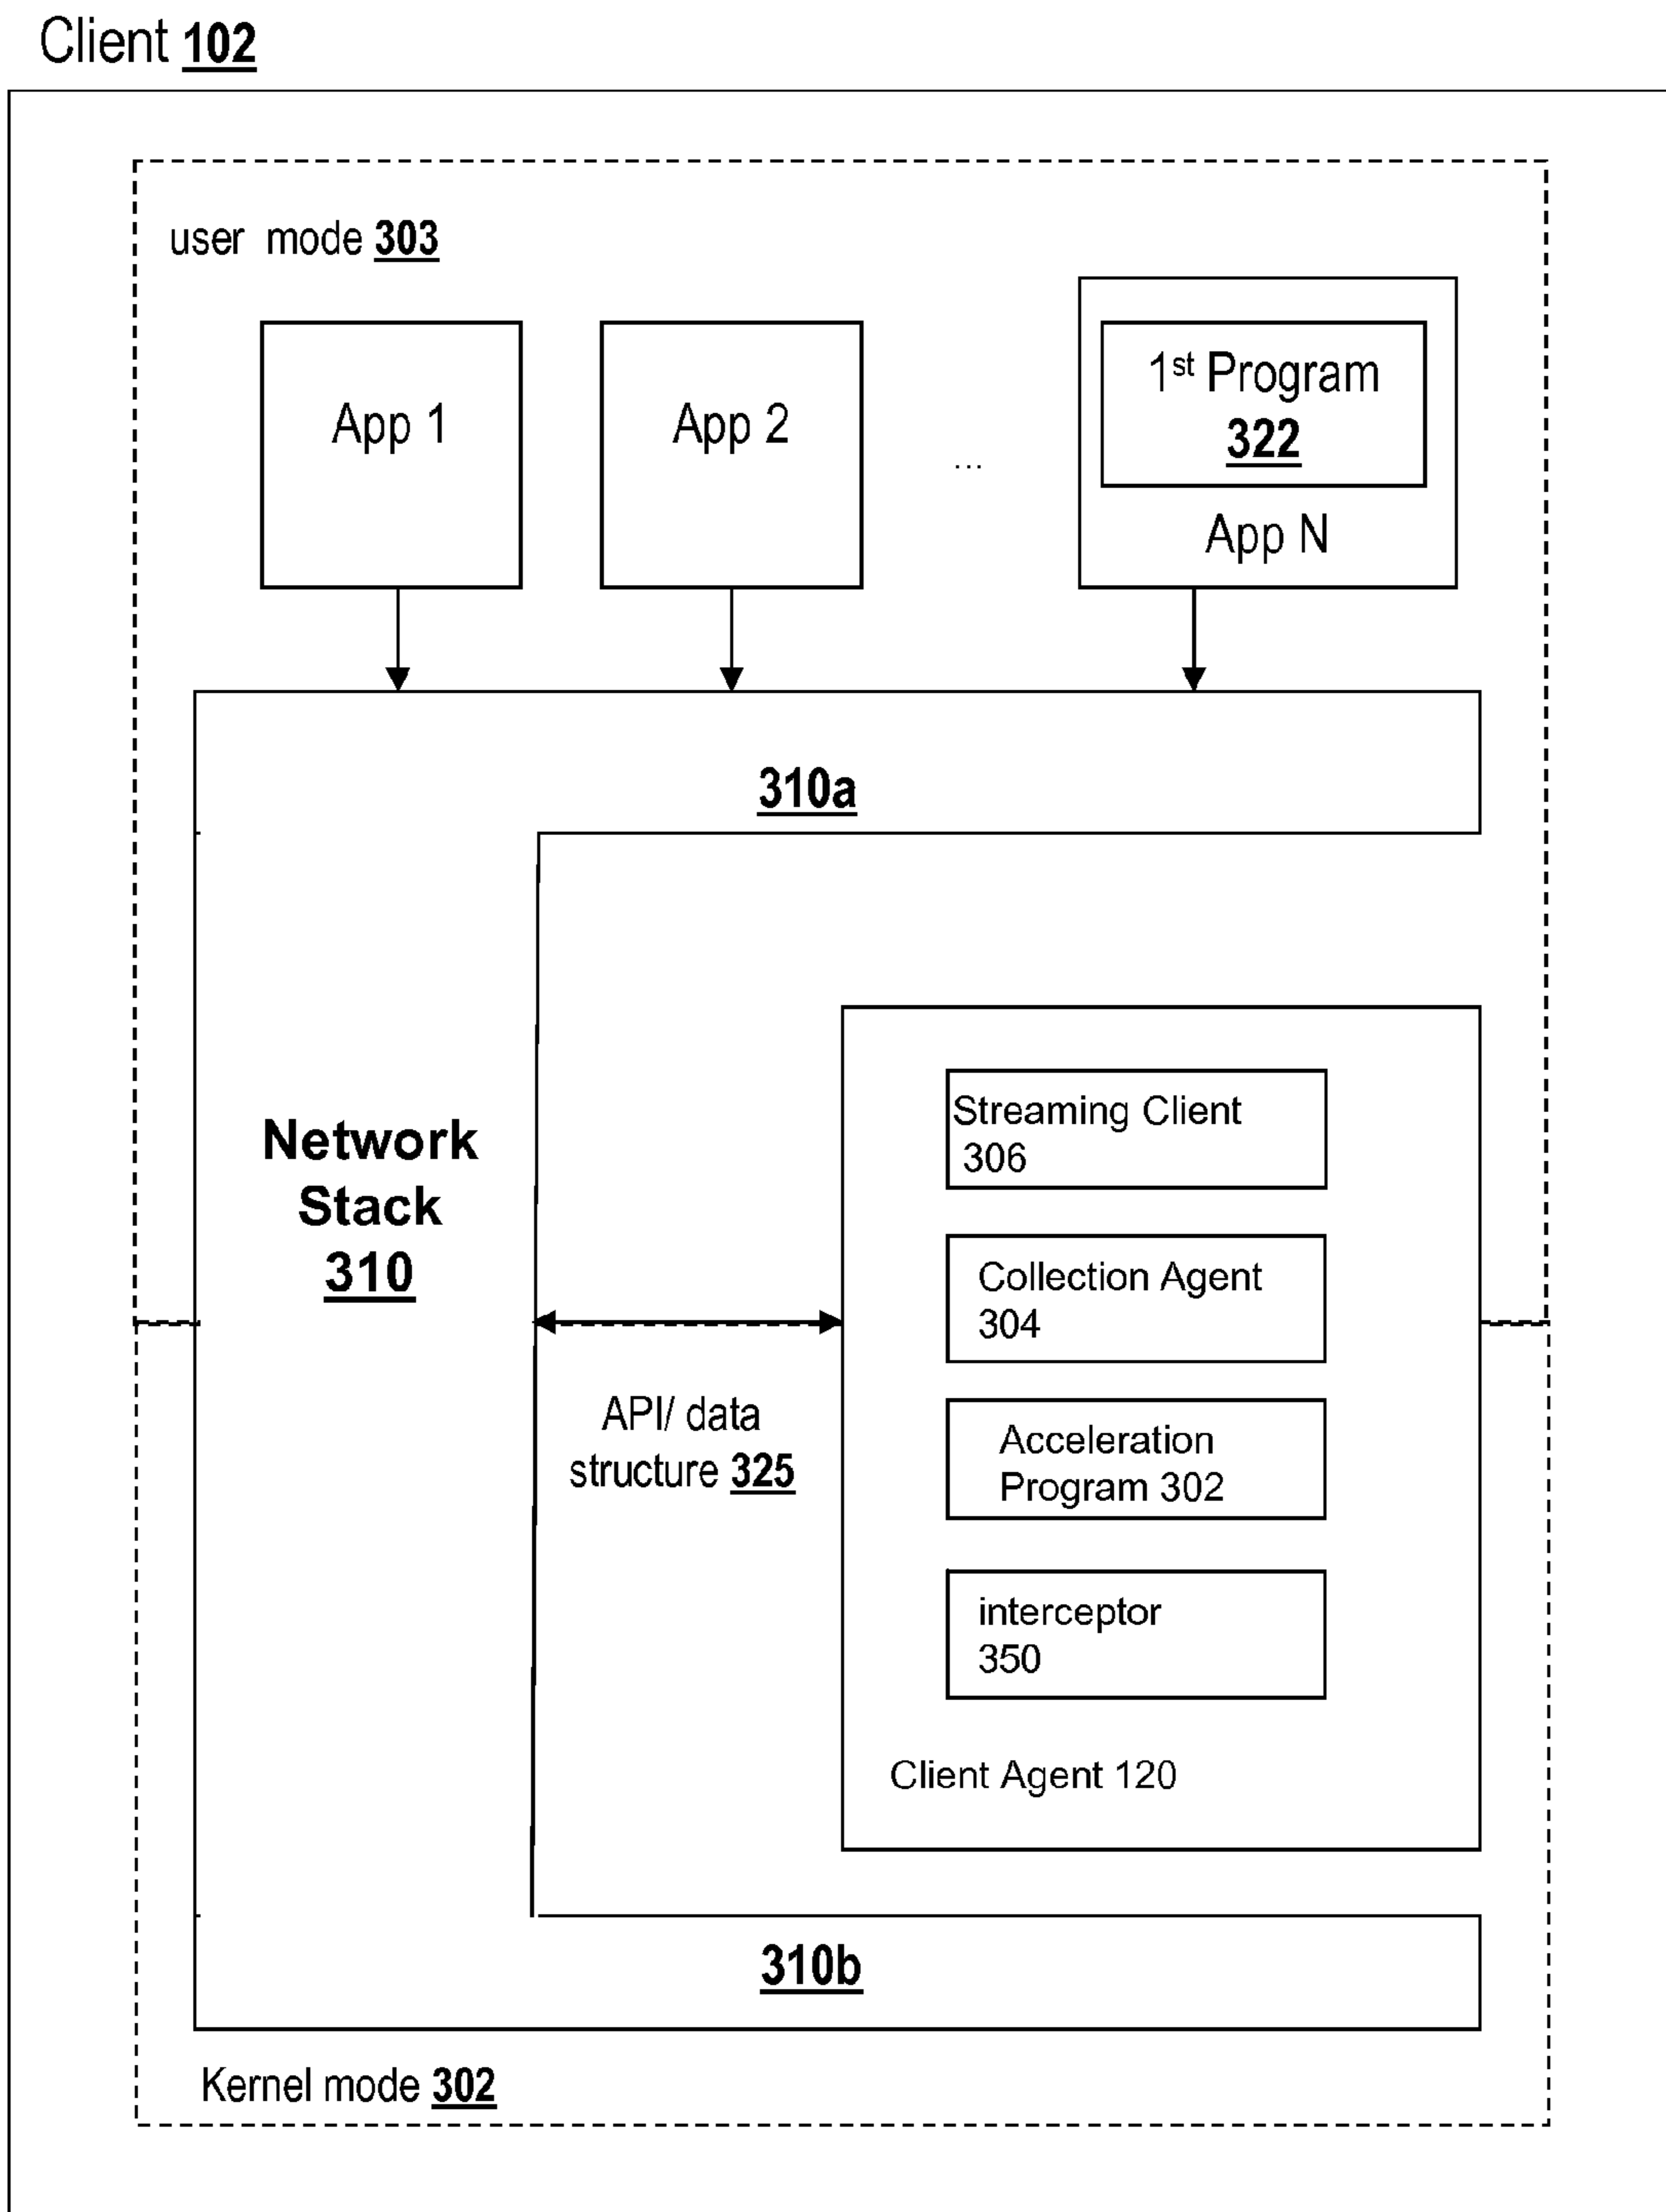 Client 102
user mode 303
App 1
App 2
...
1st Program
322
App N
310a
Network
Stack
310
Streaming Client
306
Collection Agent
304
API/ data
structure 325
Acceleration
Program 302
interceptor
350
Client Agent 120
310b
Kernel mode 302